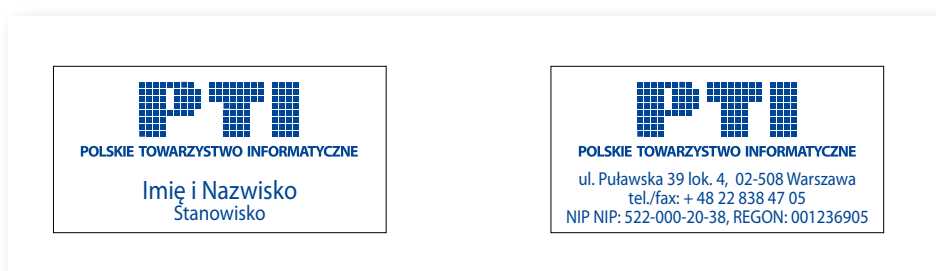 PTI
POLSKIE TOWARZYSTWO INFORMATYCZNE
Imię i Nazwisko
Stanowisko
PTI
POLSKIE TOWARZYSTWO INFORMATYCZNE
ul. Puławska 39 lok. 4, 02-508 Warszawa
tel./fax: + 48 22 838 47 05
NIP NIP: 522-000-20-38, REGON: 001236905